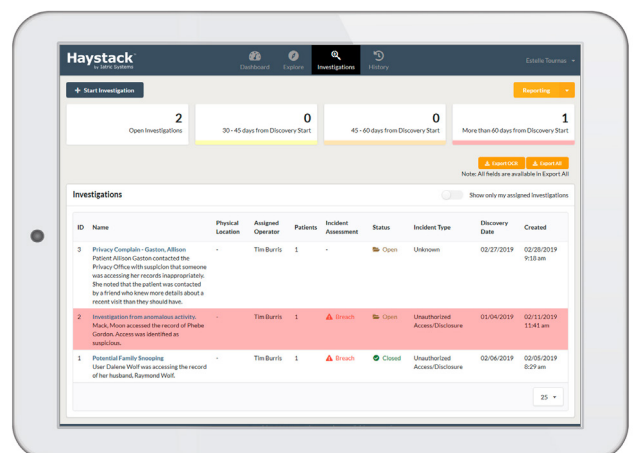 Haystack
by Iatric Systems
Dashboard
Explore
Investigations
History
Estelle Tournas
+ Start Investigation
Reporting
2
Open Investigations
0
30 - 45 days from Discovery Start
0
45 - 60 days from Discovery Start
1
More than 60 days from Discovery Start
Export OCR
Export All
Note: All fields are available in Export All
Investigations
Show only my assigned investigations
ID Name Physical Location Assigned Operator Patients Incident Assessment Status Incident Type Discovery Date Created
3 Privacy Complain - Gaston, Allison - Tim Burris 1 - Open Unknown 02/27/2019 02/28/2019
Patient Allison Gaston contacted the 9:18 am
Privacy Office with suspicion that someone
was accessing her records inappropriately.
She noted that the patient was contacted
by a friend who knew more details about a
recent visit than they should have.
2 Investigation from anomalous activity. - Tim Burris 1 Breach Open Unauthorized 01/04/2019 02/11/2019
Mack, Moon accessed the record of Phebe Access/Disclosure 11:41 am
Gordon. Access was identified as
suspicious.
1 Potential Family Snooping - Tim Burris 1 Breach Closed Unauthorized 02/06/2019 02/05/2019
User Dalene Wolf was accessing the record Access/Disclosure 8:29 am
of her husband, Raymond Wolf.
25